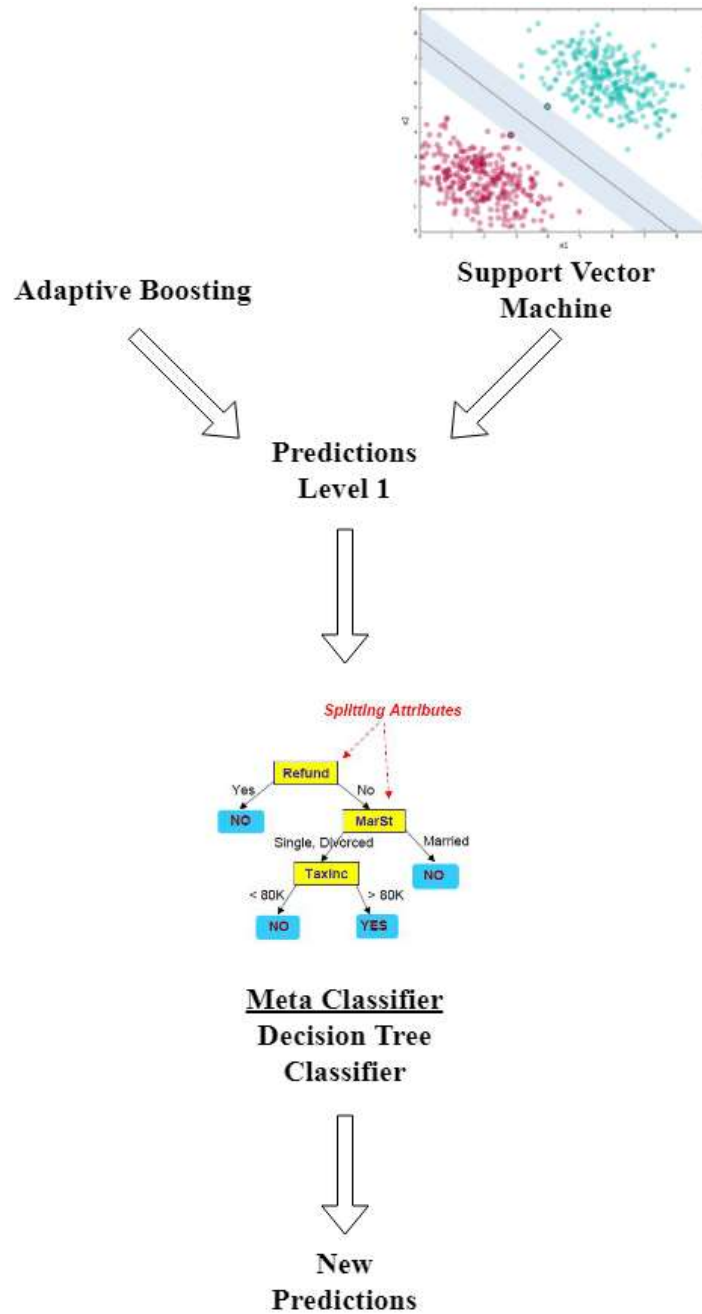 Adaptive Boosting
Support Vector
Machine
Predictions
Level 1
Splitting Attributes
Refund
Yes
No
NO
MarSt
Single, Divorced
Married
TaxInc
NO
< 80K
> 80K
NO
YES
Meta Classifier
Decision Tree
Classifier
New
Predictions